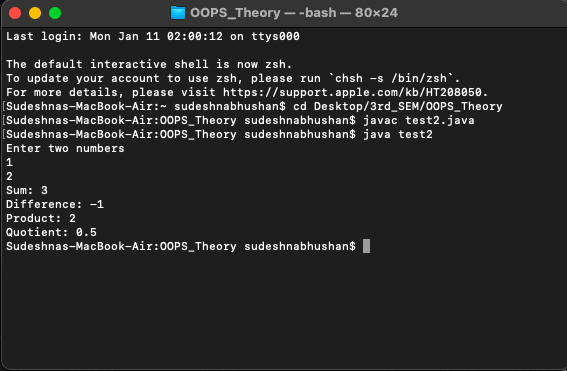 OOPS_Theory — -bash — 80×24
Last login: Mon Jan 11 02:00:12 on ttys000
The default interactive shell is now zsh.
To update your account to use zsh, please run `chsh -s /bin/zsh`.
For more details, please visit https://support.apple.com/kb/HT208050.
[Sudeshnas-MacBook-Air:~ sudeshnabhushan$ cd Desktop/3rd_SEM/OOPS_Theory
[Sudeshnas-MacBook-Air:OOPS_Theory sudeshnabhushan$ javac test2.java
[Sudeshnas-MacBook-Air:OOPS_Theory sudeshnabhushan$ java test2
Enter two numbers
1
2
Sum: 3
Difference: -1
Product: 2
Quotient: 0.5
Sudeshnas-MacBook-Air:OOPS_Theory sudeshnabhushan$